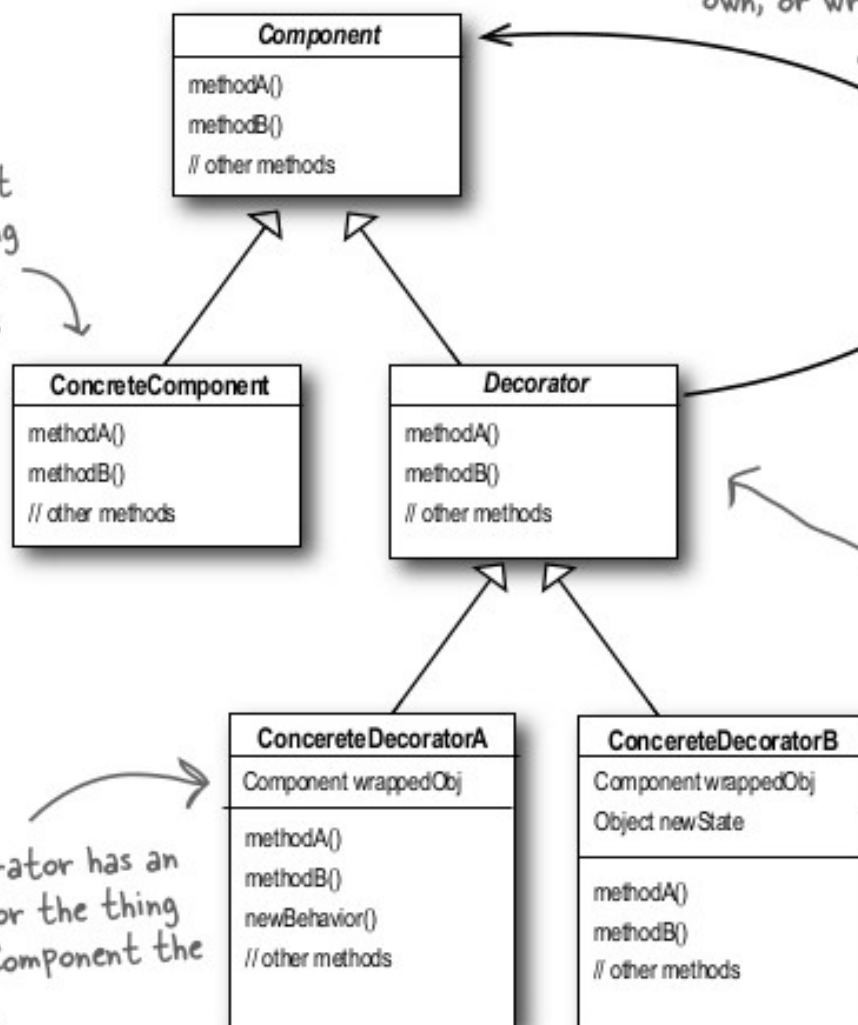 own, or
Component
methodA()
methodB()
// other methods
ConcreteComponent
methodA()
methodB()
// other methods
Decorator
methodA()
methodB()
// other methods
ConcereteDecoratorA
Component wrappedObj
methodA()
methodB()
newBehavior()
// other methods
ConcereteDecoratorB
Component wrappedObj
Object newState
methodA()
methodB()
// other methods
rator has an
or the thing
Component the